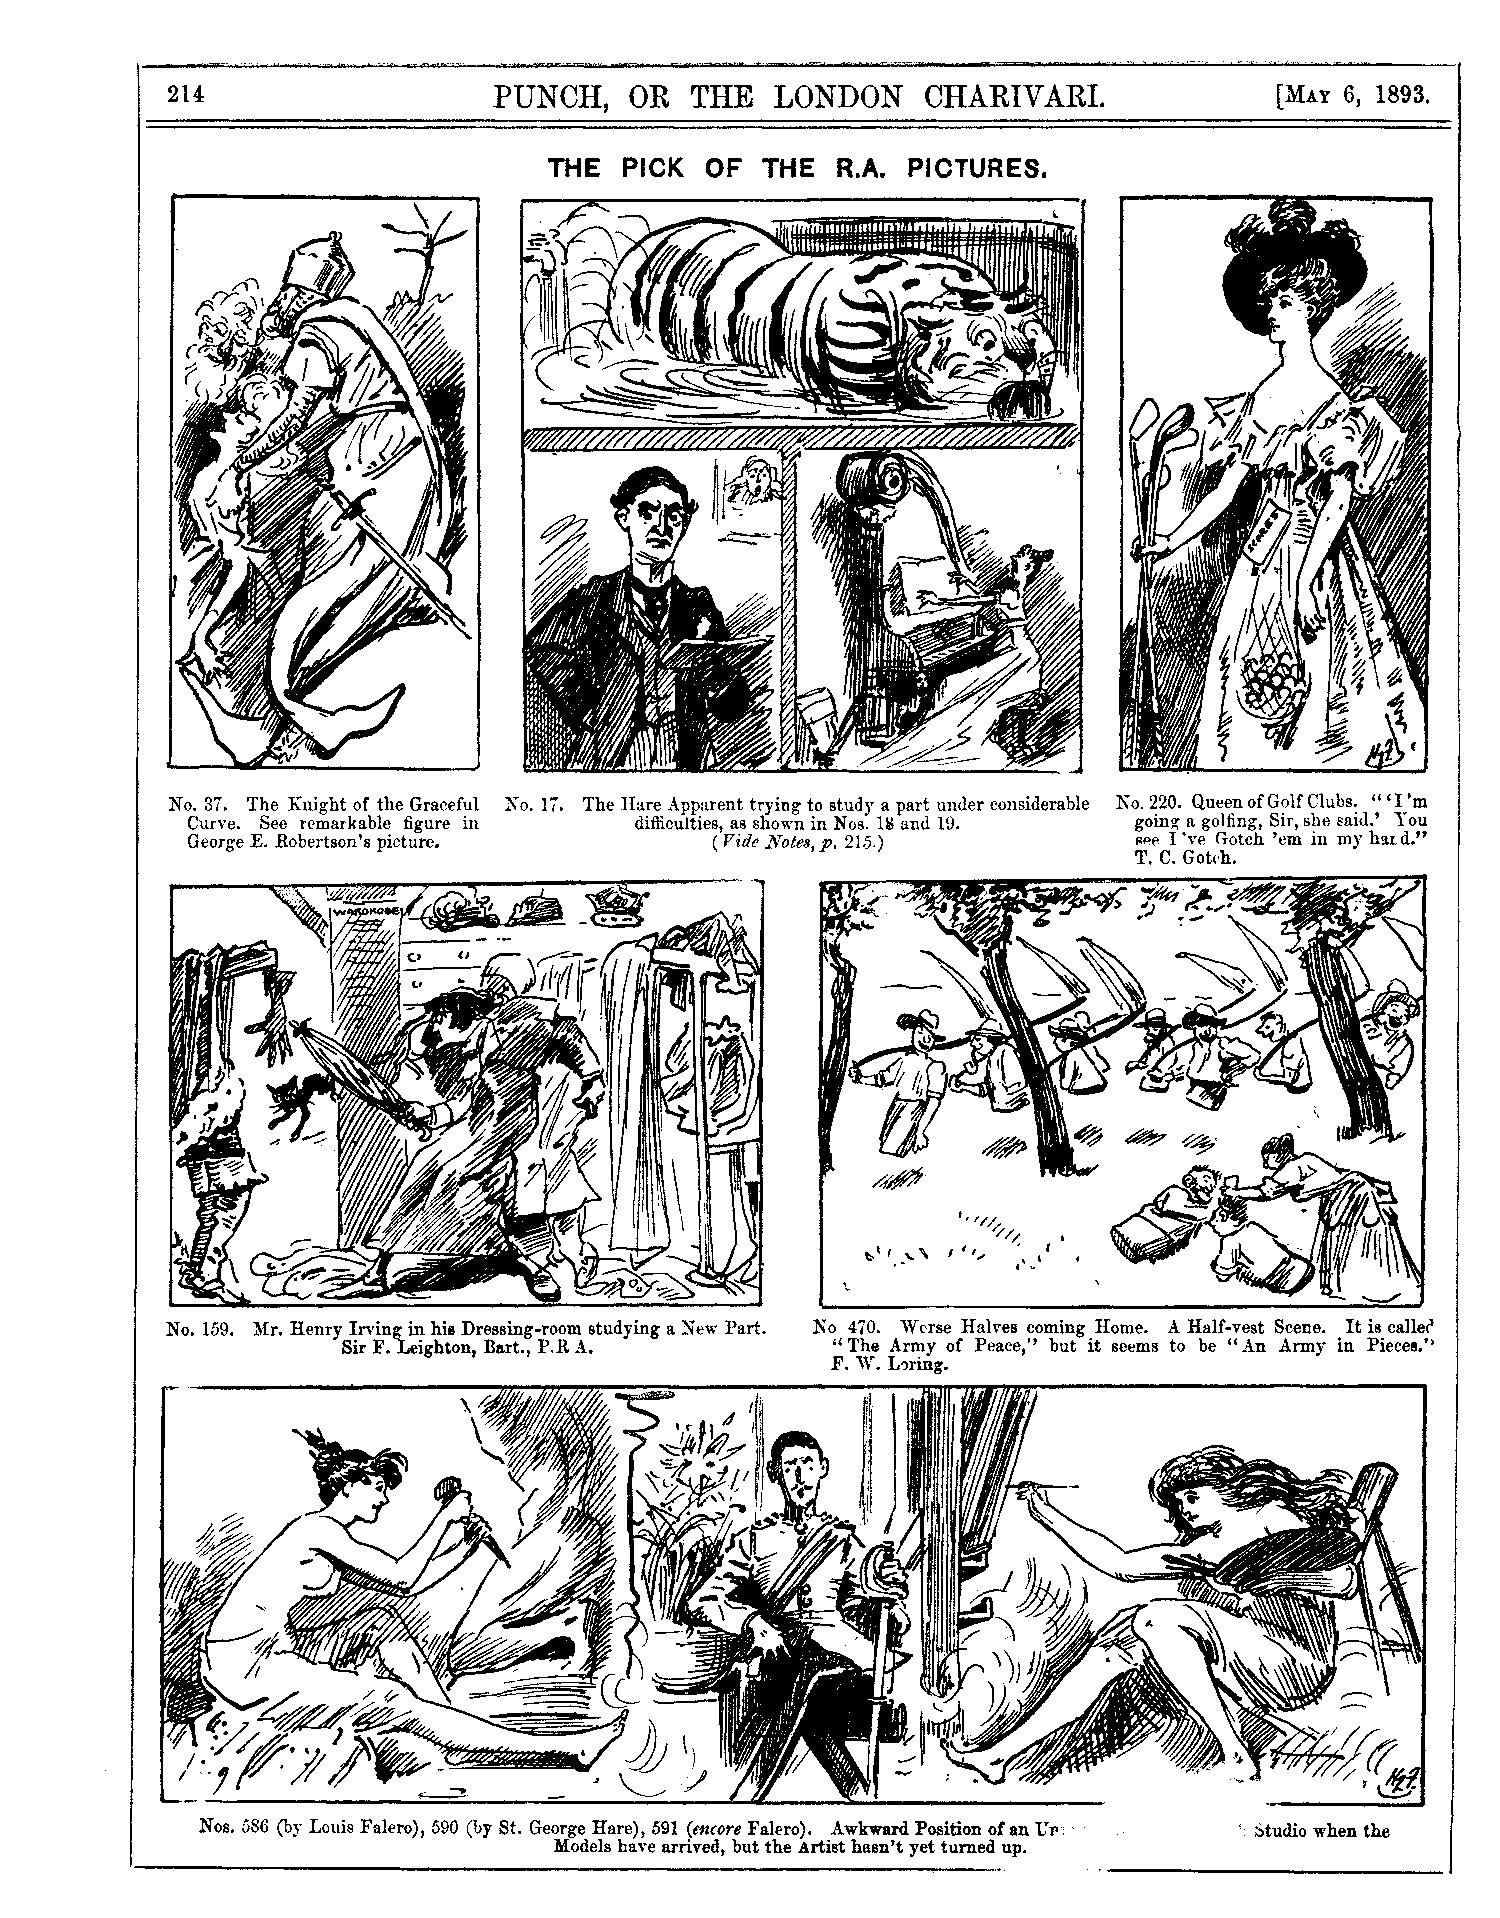 214
PUNCH, OR THE LONDON CHARIVARI.
[MAY 6, 1893.
THE PICK OF THE R.A. PICTURES.
SCORES
No. 37. The Knight of the Graceful
Curve. See remarkable figure in
George E. Robertson's picture.
No. 17. The Hare Apparent trying to study a part under considerable
difficulties, as shown in Nos. 18 and 19.
(Vide Notes, p. 215.)
No. 220. Queen of Golf Clubs. "'I'm
going a golfing, Sir, she said.' You
see I've Gotch 'em in my hard."
T. C. Gotch.
WARDROBE
No. 159. Mr. Henry Irving in his Dressing-room studying a New Part.
Sir F. Leighton, Bart., P.R A.
No 470. Worse Halves coming Home. A Half-vest Scene. It is called
"The Army of Peace," but it seems to be "An Army in Pieces."
F. W. Loring.
Nos. 586 (by Louis Falero), 590 (by St. George Hare), 591 (encore Falero). Awkward Position of an Studio when the
Models have arrived, but the Artist hasn't yet turned up.